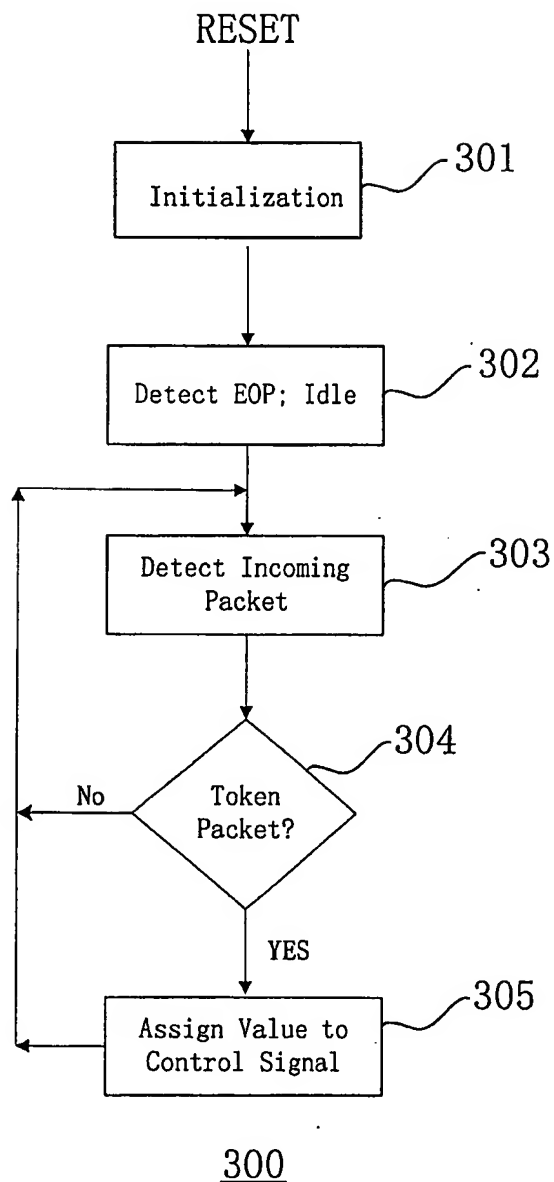 RESET
Initialization
301
Detect EOP; Idle
302
Detect Incoming
Packet
303
Token
Packet?
304
No
YES
Assign Value to
Control Signal
305
300